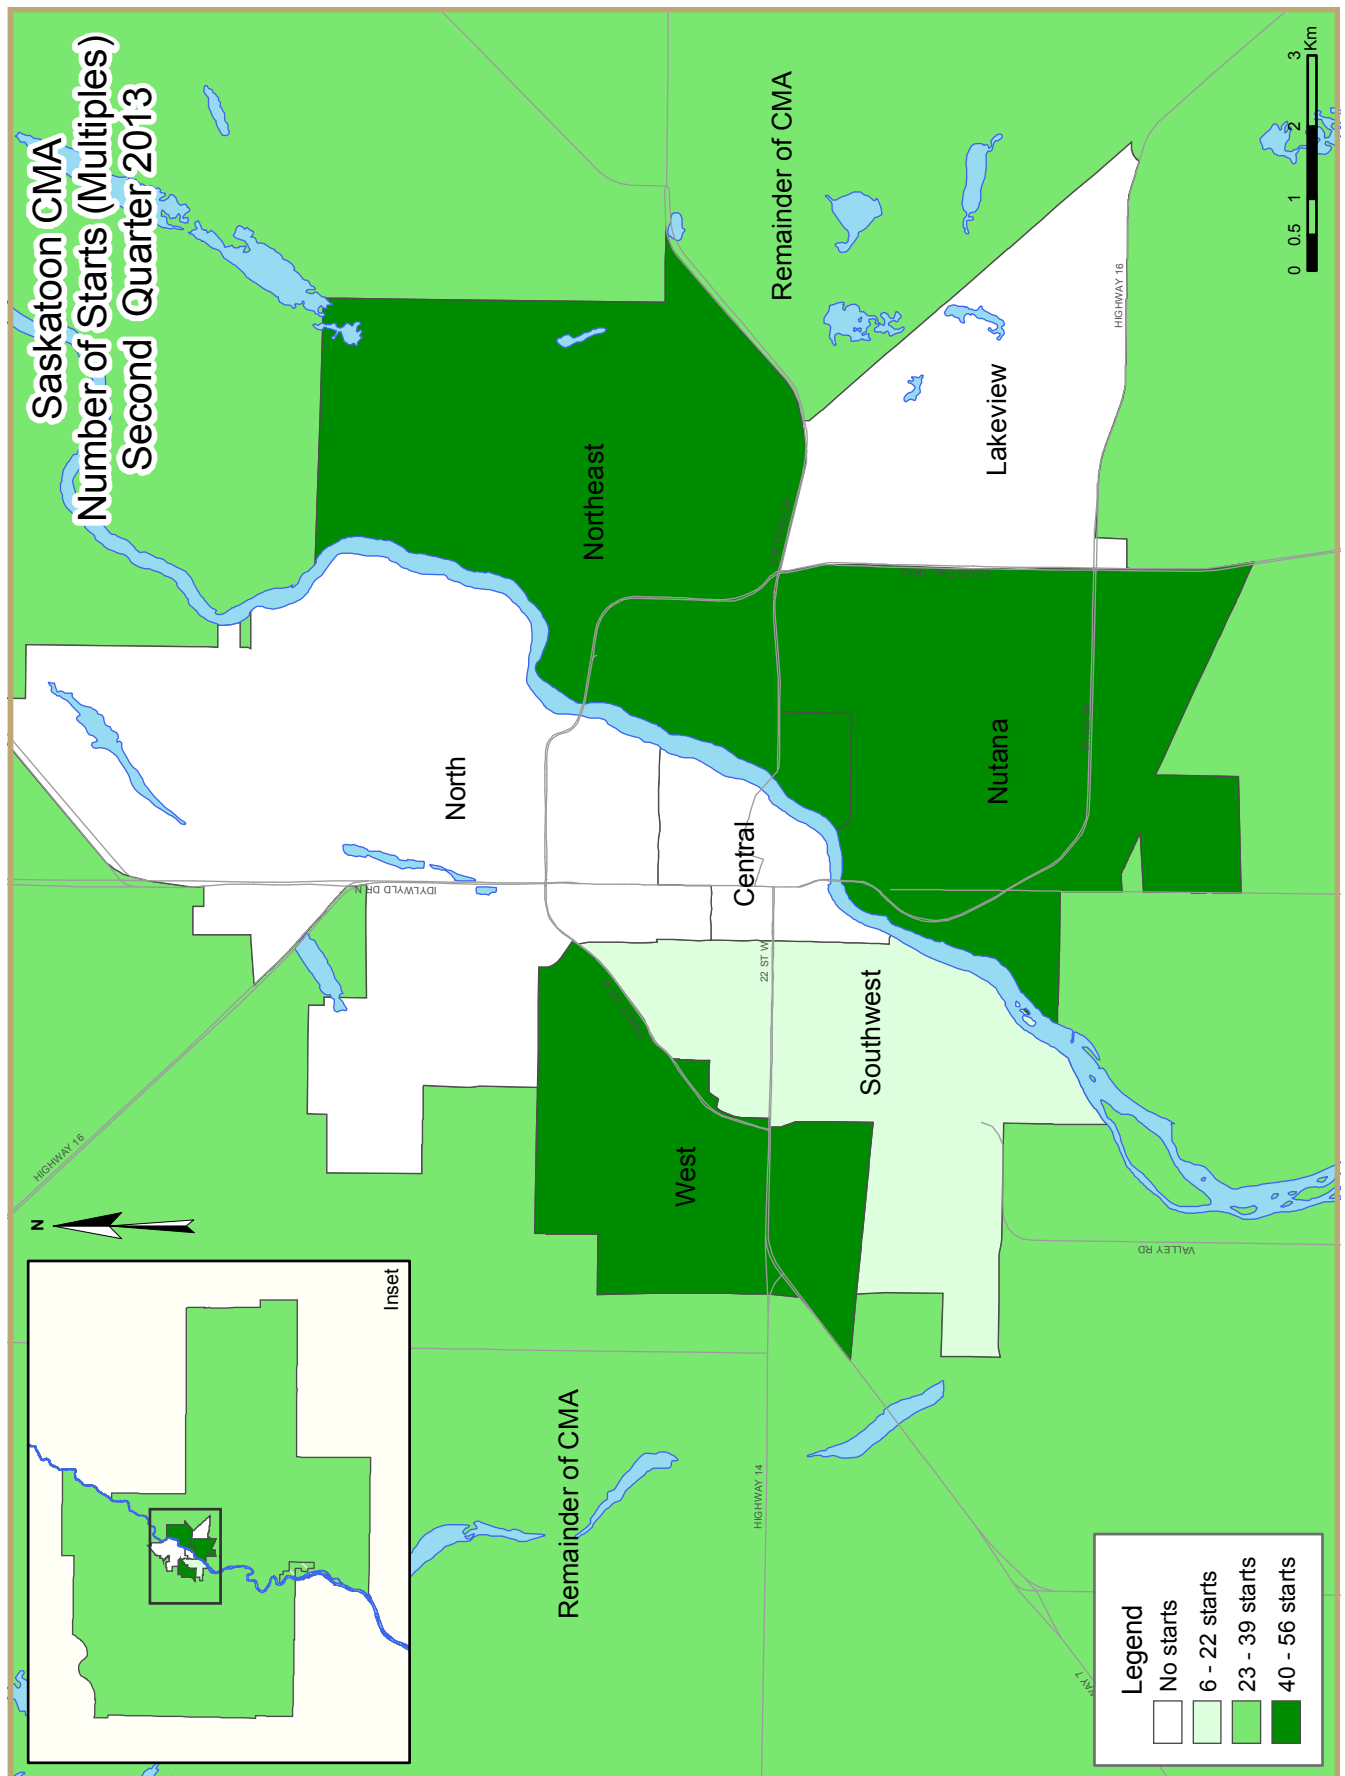 Saskatoon CMA
Number of Starts (Multiples)
Second Quarter 2013
N
Inset
HIGHWAY 16
IDYLWYLD DR N
North
Northeast
Remainder of CMA
Central
22 ST W
West
Southwest
Lakeview
HIGHWAY 16
Nutana
Remainder of CMA
HIGHWAY 14
VALLEY RD
WAY 7
Legend
No starts
6 - 22 starts
23 - 39 starts
40 - 56 starts
0 0.5 1 2 3
Km